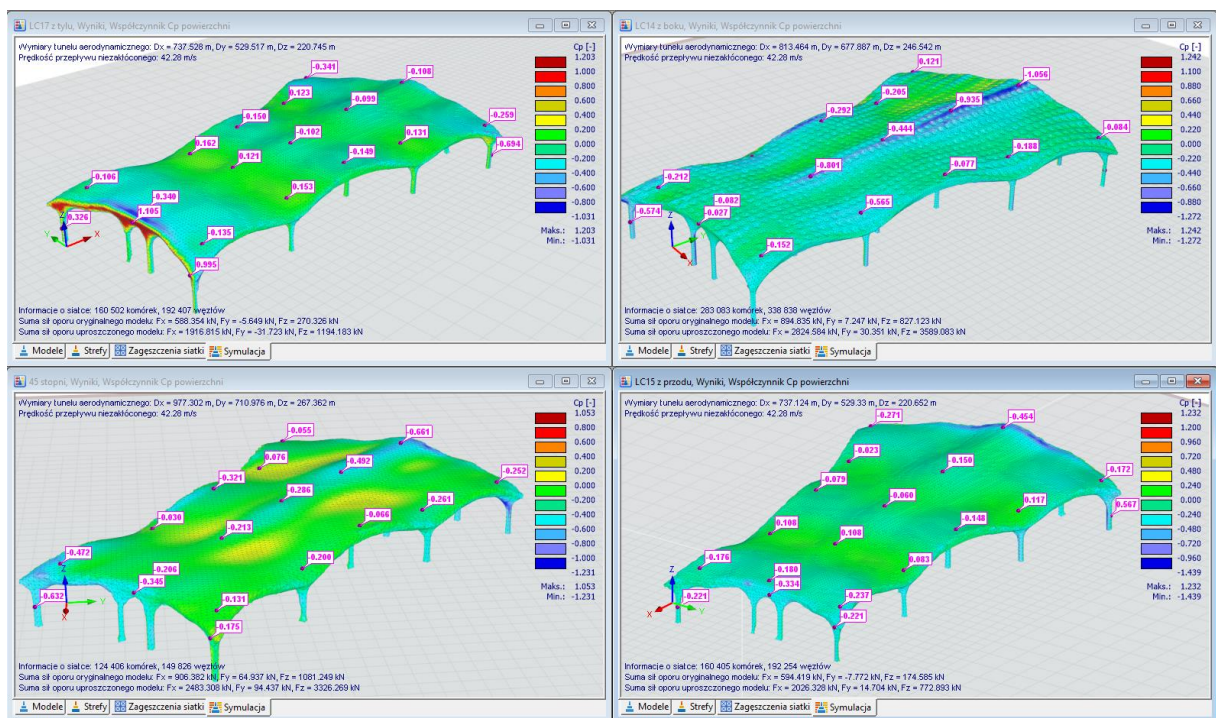 LC17 z tyłu, Wyniki, Współczynnik Cp powierzchni
Wymiary tunelu aerodynamicznego: Dx = 737.528 m, Dy = 529.517 m, Dz = 220.745 m
Prędkość przepływu niezakłóconego: 42.28 m/s
Cp [-]
1.203
1.000
0.800
0.600
0.400
0.200
0.000
-0.200
-0.400
-0.600
-0.800
-1.031
Maks.: 1.203
Min.: -1.031
-0.341
-0.108
0.123
-0.099
-0.259
-0.150
-0.102
0.131
-0.694
0.162
0.121
-0.149
-0.106
-0.340
0.153
0.326
1.105
-0.135
0.995
Z
Y
X
Informacje o siatce: 160 502 komórek, 192 407 węzłów
Suma sił oporu oryginalnego modelu: Fx = 588.354 kN, Fy = -5.649 kN, Fz = 270.326 kN
Suma sił oporu uproszczonego modelu: Fx = 1916.815 kN, Fy = -31.723 kN, Fz = 1194.183 kN
Modele Strefy Zagęszczenia siatki Symulacja
LC14 z boku, Wyniki, Współczynnik Cp powierzchni
Wymiary tunelu aerodynamicznego: Dx = 813.464 m, Dy = 677.887 m, Dz = 246.542 m
Prędkość przepływu niezakłóconego: 42.28 m/s
Cp [-]
1.242
1.100
0.880
0.660
0.440
0.220
0.000
-0.220
-0.440
-0.660
-0.880
-1.272
Maks.: 1.242
Min.: -1.272
0.121
-1.056
-0.205
-0.935
-0.292
-0.444
-0.084
-0.188
-0.801
-0.077
-0.212
-0.082
-0.574
-0.027
-0.565
-0.152
Z
Y
X
Informacje o siatce: 283 083 komórek, 338 838 węzłów
Suma sił oporu oryginalnego modelu: Fx = 894.835 kN, Fy = 7.247 kN, Fz = 827.123 kN
Suma sił oporu uproszczonego modelu: Fx = 2824.584 kN, Fy = 30.351 kN, Fz = 3589.083 kN
Modele Strefy Zagęszczenia siatki Symulacja
45 stopni, Wyniki, Współczynnik Cp powierzchni
Wymiary tunelu aerodynamicznego: Dx = 977.302 m, Dy = 710.976 m, Dz = 267.362 m
Prędkość przepływu niezakłóconego: 42.28 m/s
Cp [-]
1.053
0.800
0.600
0.400
0.200
0.000
-0.200
-0.400
-0.600
-0.800
-1.000
-1.231
Maks.: 1.053
Min.: -1.231
-0.055
-0.661
0.076
-0.492
-0.321
-0.252
-0.286
-0.261
-0.030
-0.213
-0.066
-0.472
-0.206
-0.200
-0.345
-0.632
-0.131
-0.175
Z
Y
X
Informacje o siatce: 124 406 komórek, 149 826 węzłów
Suma sił oporu oryginalnego modelu: Fx = 906.382 kN, Fy = 64.937 kN, Fz = 1081.249 kN
Suma sił oporu uproszczonego modelu: Fx = 2483.308 kN, Fy = 94.437 kN, Fz = 3326.269 kN
Modele Strefy Zagęszczenia siatki Symulacja
LC15 z przodu, Wyniki, Współczynnik Cp powierzchni
Wymiary tunelu aerodynamicznego: Dx = 737.124 m, Dy = 529.33 m, Dz = 220.652 m
Prędkość przepływu niezakłóconego: 42.28 m/s
Cp [-]
1.232
1.200
0.960
0.720
0.480
0.240
0.000
-0.240
-0.480
-0.720
-0.960
-1.439
Maks.: 1.232
Min.: -1.439
-0.271
-0.454
-0.023
-0.150
-0.172
-0.079
-0.060
0.117
0.567
0.108
0.108
-0.148
-0.176
-0.180
0.083
-0.334
-0.221
-0.237
-0.221
Z
Y
X
Informacje o siatce: 160 405 komórek, 192 254 węzłów
Suma sił oporu oryginalnego modelu: Fx = 594.419 kN, Fy = -7.772 kN, Fz = 174.585 kN
Suma sił oporu uproszczonego modelu: Fx = 2026.328 kN, Fy = 14.704 kN, Fz = 772.893 kN
Modele Strefy Zagęszczenia siatki Symulacja